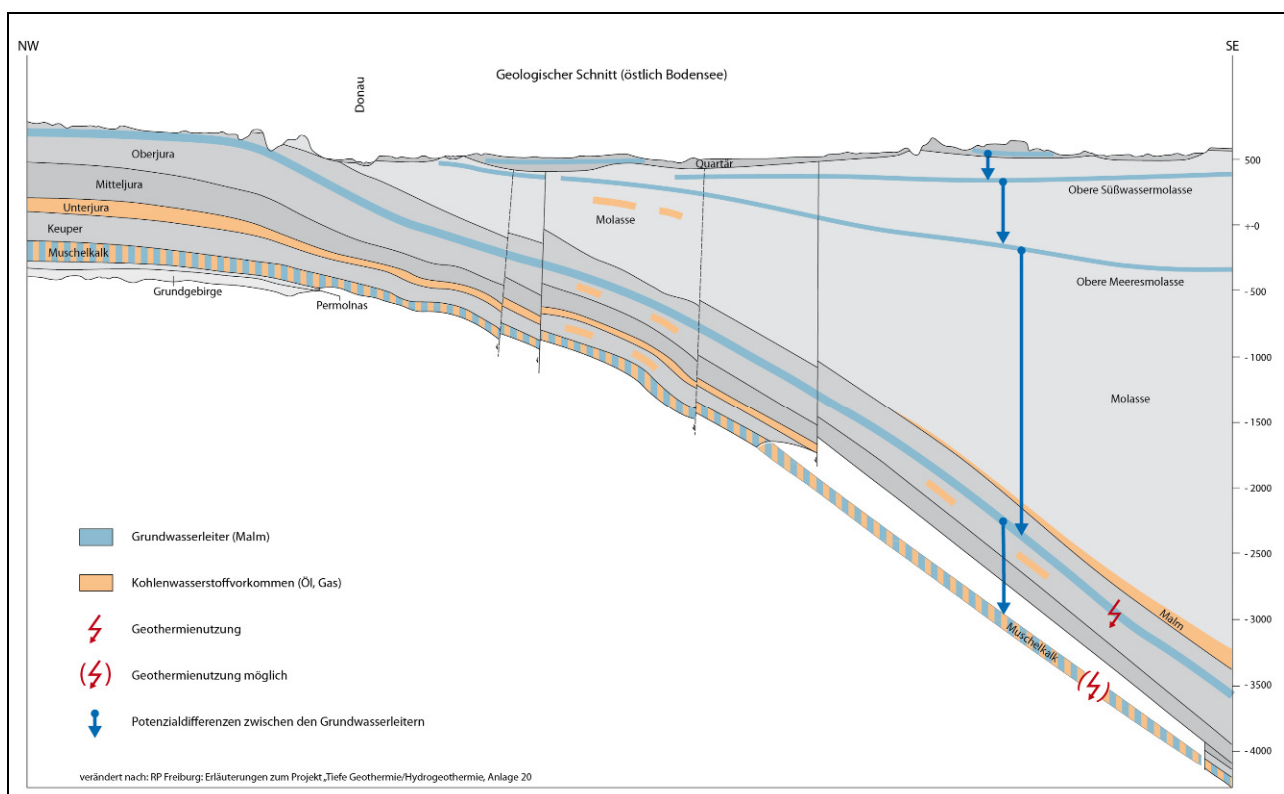 NW
SE
Geologischer Schnitt (östlich Bodensee)
Donau
Oberjura
Mitteljura
Unterjura
Keuper
Muschelkalk
Grundgebirge
Permolnas
Quartär
Molasse
Obere Süßwassermolasse
Obere Meeresmolasse
Molasse
Malm
Muschelkalk
500
+-0
- 500
- 1000
- 1500
- 2000
- 2500
- 3000
- 3500
- 4000
Grundwasserleiter (Malm)
Kohlenwasserstoffvorkommen (Öl, Gas)
Geothermienutzung
Geothermienutzung möglich
Potenzialdifferenzen zwischen den Grundwasserleitern
verändert nach: RP Freiburg: Erläuterungen zum Projekt „Tiefe Geothermie/Hydrogeothermie, Anlage 20